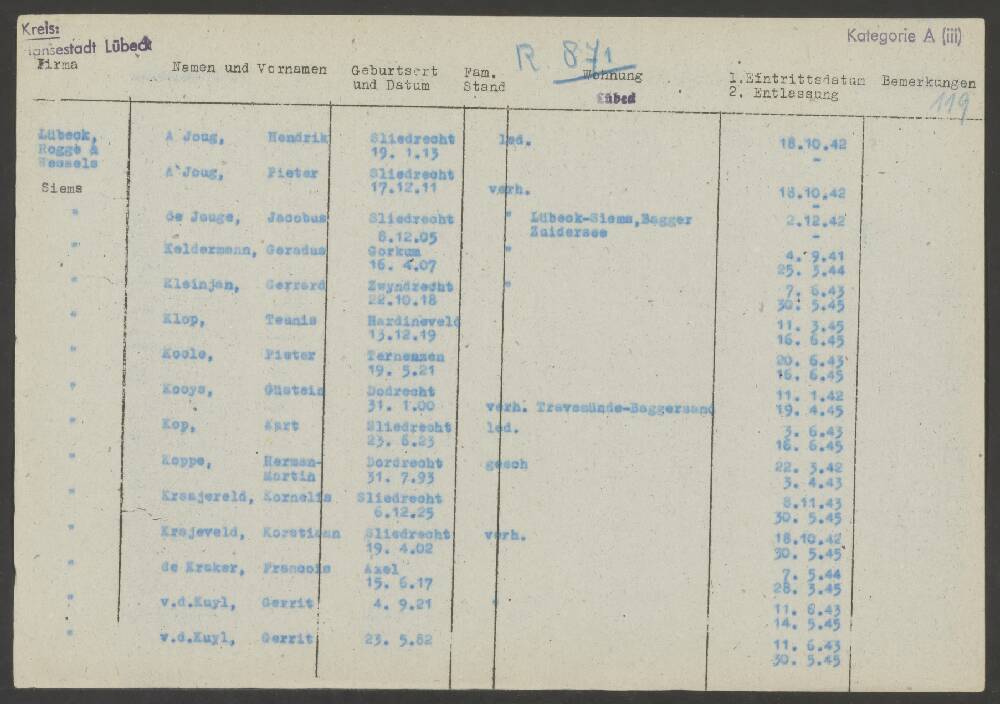 Kreis:
Hansestadt Lübeck
Kategorie A (iii)
R. 871
Firma Namen und Vornamen Geburtsort und Datum Fam. Stand Wohnung 1.Eintrittsdatum 2. Entlassung Bemerkungen
Lübeck
119
Lübeck, A Joug, Hendrik Sliedrecht led. 18.10.42
Rogge & 19. 1.13 -
Wessels A Joug, Pieter Sliedrecht
Siems 17.12.11 verh. 18.10.42
-
" de Jouge, Jacobus Sliedrecht " Lübeck-Siems,Bagger 2.12.42
8.12.05 Zuidersee -
" Keldermann, Geradus Gorkum " 4. 9.41
16. 4.07 25. 3.44
" Kleinjan, Gerrard Zwyndrecht " 7. 6.43
22.10.18 30. 5.45
" Klop, Teunis Hardineveld 11. 3.45
13.12.19 16. 6.45
" Koole, Pieter Ternenzen 20. 6.43
19. 5.21 16. 6.45
" Kooys, Güstein Dodrecht 11. 1.42
31. 1.00 verh. Travemünde-Baggersand 19. 4.45
" Kop, Aart Sliedrecht led. 3. 6.43
23. 6.23 16. 6.45
" Koppe, Herman- Dordrecht gesch 22. 3.42
Martin 31. 7.93 3. 4.43
" Kraajereld, Kornelis Sliedrecht 8.11.43
6.12.25 30. 5.45
" Krajeveld, Korstiaan Sliedrecht verh. 18.10.42
19. 4.02 30. 5.45
" de Kraker, Francois Axel 7. 5.44
15. 6.17 28. 3.45
" v.d.Kuyl, Gerrit 4. 9.21 " 11. 6.43
14. 5.45
" v.d.Kuyl, Gerrit 23. 5.82 11. 6.43
30. 5.45